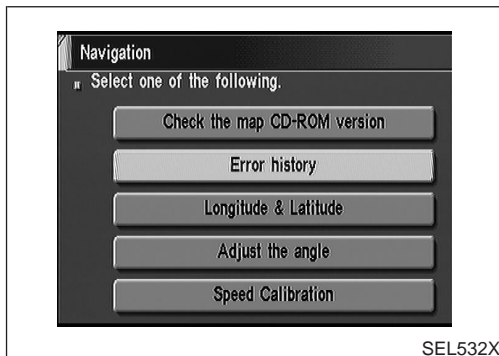 Navigation
Select one of the following.
Check the map CD-ROM version
Error history
Longitude & Latitude
Adjust the angle
Speed Calibration
SEL532X